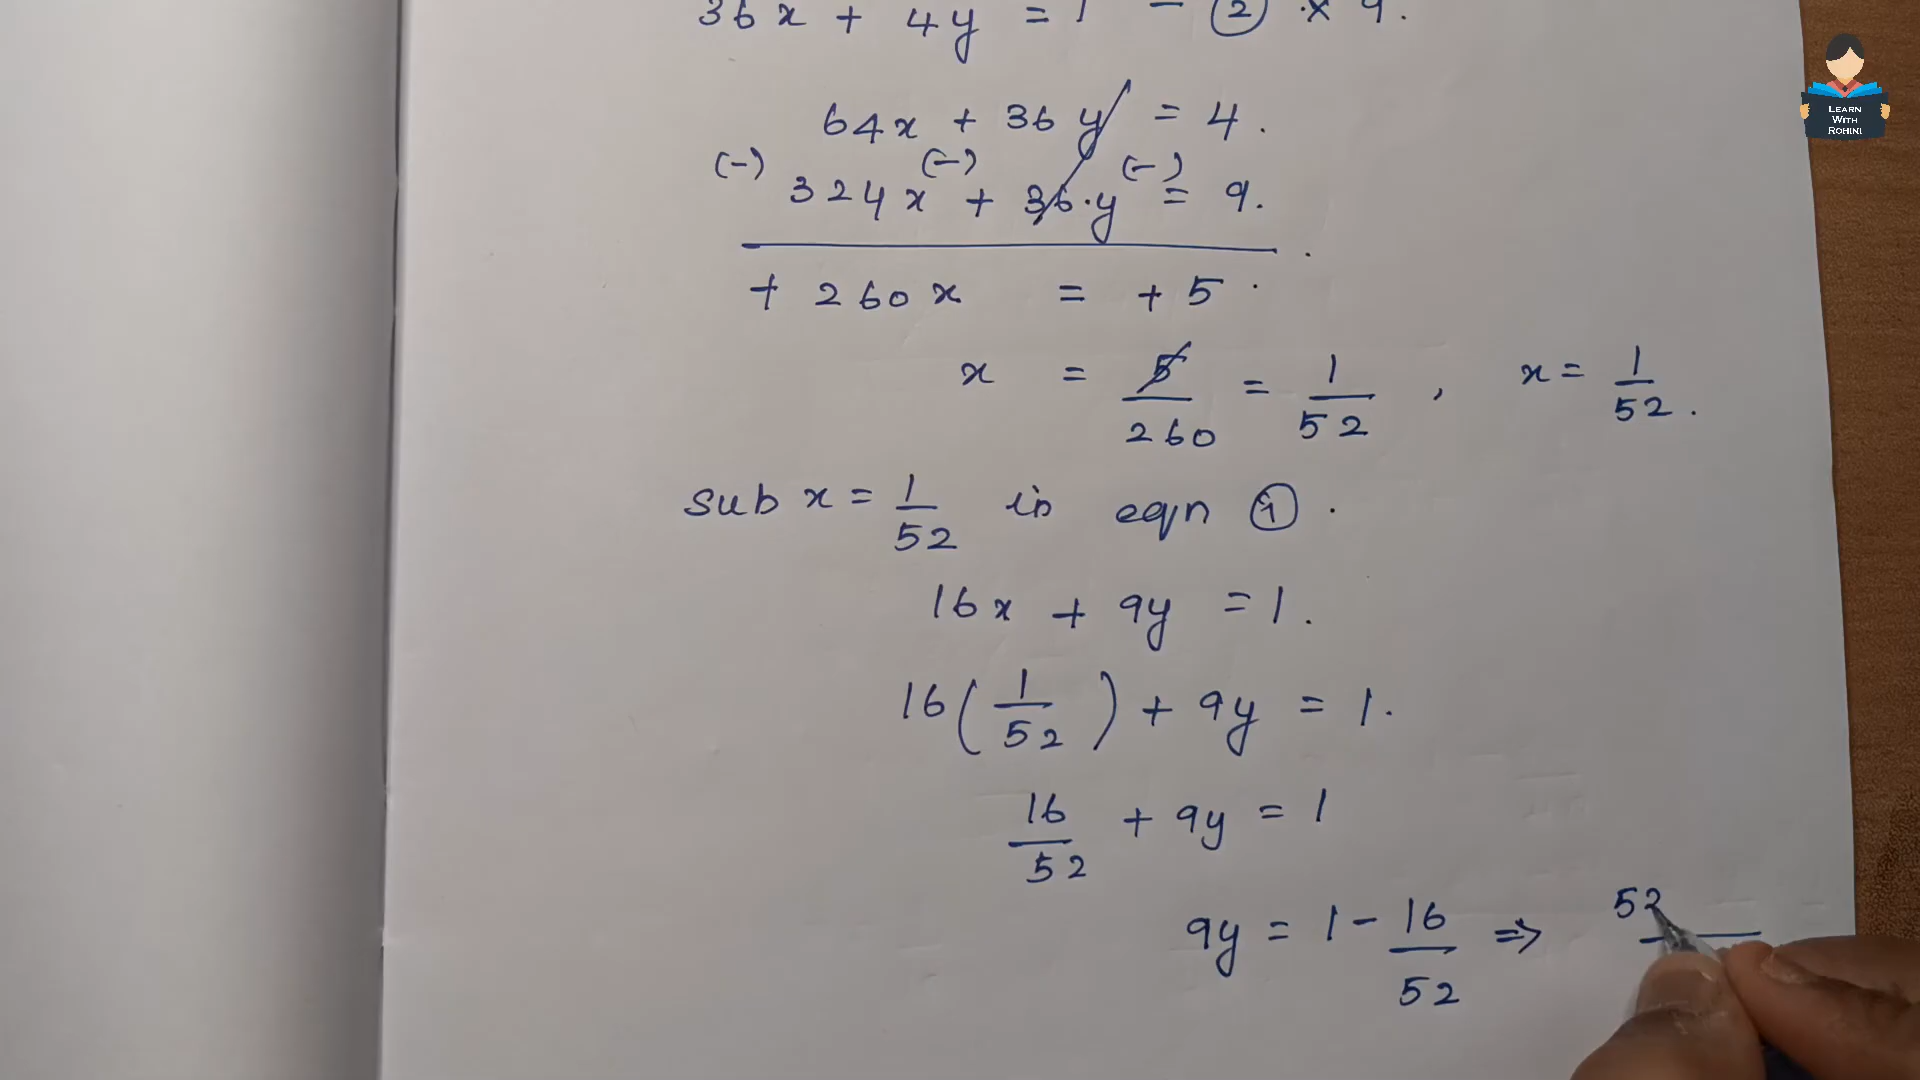 36x + 4y = 1 - ② × 9.
64x + 36y = 4.
(-) (-) (-)
324x + 36.y = 9.
+ 260x = + 5.
x = 5/260 = 1/52 , x = 1/52.
sub x = 1/52 in eqn ①.
16x + 9y = 1.
16(1/52) + 9y = 1.
16/52 + 9y = 1
9y = 1 - 16/52 ⇒ 52
LEARN
WITH
ROHINI